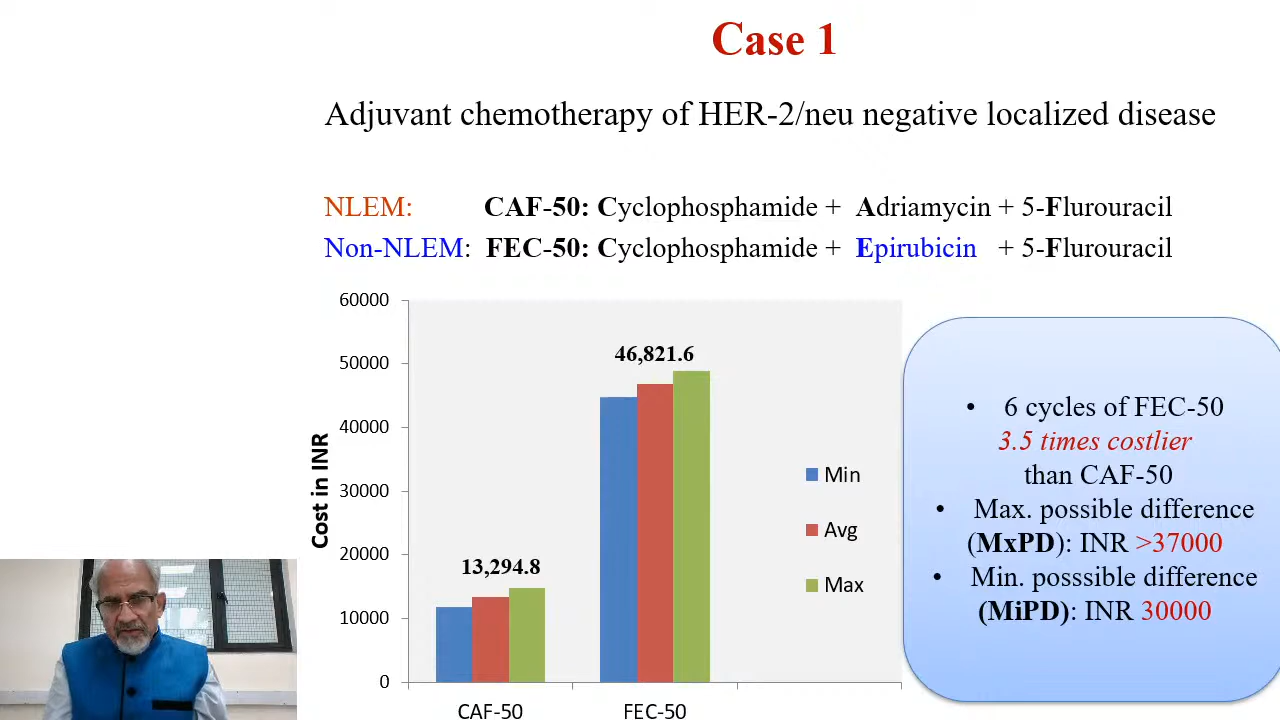 Case 1
Adjuvant chemotherapy of HER-2/neu negative localized disease
NLEM: CAF-50: Cyclophosphamide + Adriamycin + 5-Flurouracil
Non-NLEM: FEC-50: Cyclophosphamide + Epirubicin + 5-Flurouracil
Cost in INR
60000
50000
40000
30000
20000
10000
0
13,294.8
46,821.6
CAF-50
FEC-50
Min
Avg
Max
• 6 cycles of FEC-50
3.5 times costlier
than CAF-50
• Max. possible difference
(MxPD): INR >37000
• Min. posssible difference
(MiPD): INR 30000